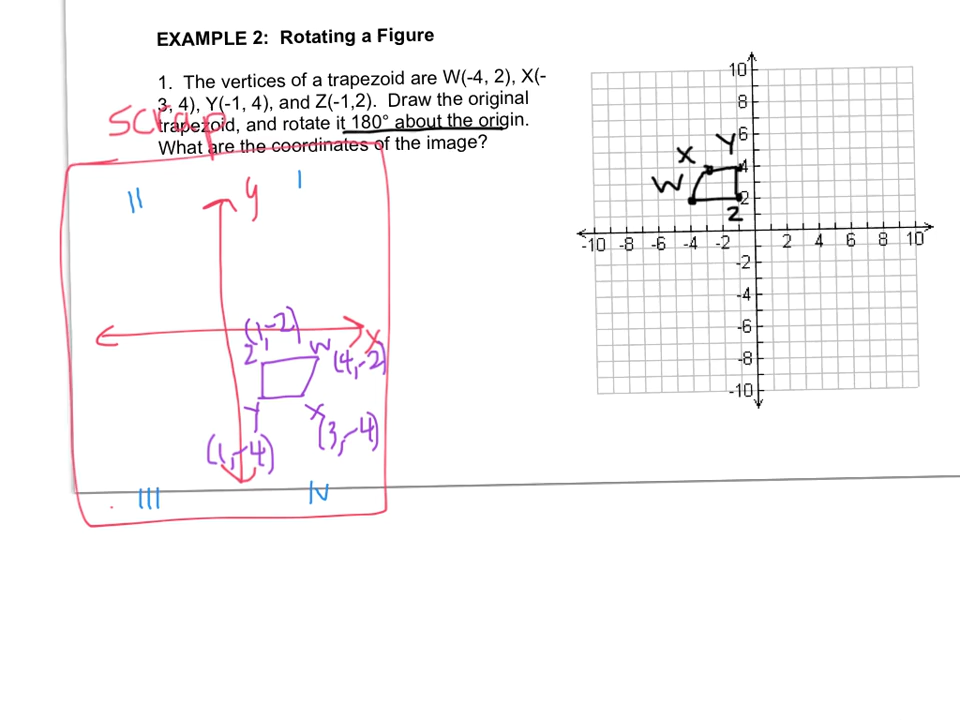 EXAMPLE 2: Rotating a Figure
1. The vertices of a trapezoid are W(-4, 2), X(-
3, 4), Y(-1, 4), and Z(-1,2). Draw the original
trapezoid, and rotate it 180° about the origin.
What are the coordinates of the image?
scrap
II
I
y
x
(1,-2)
Z
W
(4,-2)
Y
X
(1,-4)
(3,-4)
III
IV
10
8
6
4
2
-10 -8 -6 -4 -2 2 4 6 8 10
-2
-4
-6
-8
-10
X
Y
W
Z